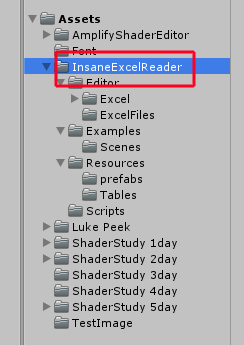 Assets
AmplifyShaderEditor
Font
InsaneExcelReader
Editor
Excel
ExcelFiles
Examples
Scenes
Resources
prefabs
Tables
Scripts
Luke Peek
ShaderStudy 1day
ShaderStudy 2day
ShaderStudy 3day
ShaderStudy 4day
ShaderStudy 5day
TestImage